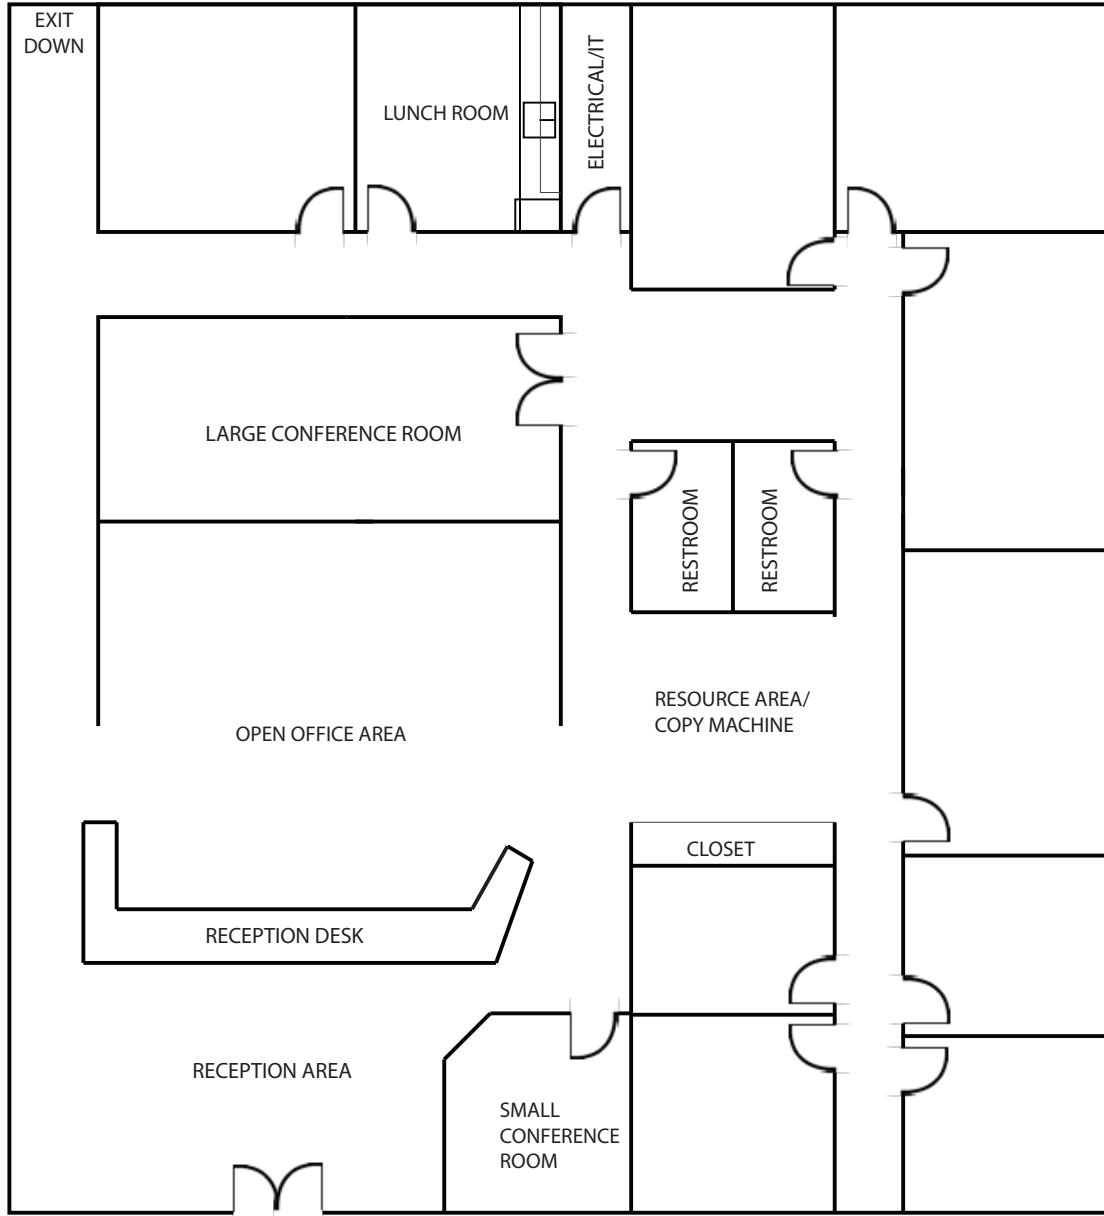 EXIT
DOWN
LUNCH ROOM
ELECTRICAL/IT
LARGE CONFERENCE ROOM
RESTROOM
RESTROOM
RESOURCE AREA/
COPY MACHINE
OPEN OFFICE AREA
CLOSET
RECEPTION DESK
RECEPTION AREA
SMALL
CONFERENCE
ROOM